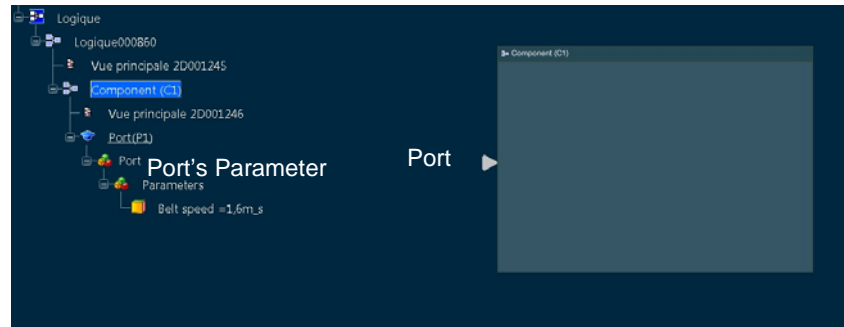 Logique
Logique000860
Vue principale 2D001245
Component (C1)
Vue principale 2D001246
Port(P1)
Port
Port's Parameter
Parameters
Belt speed =1,6m_s
Port
Component (C1)